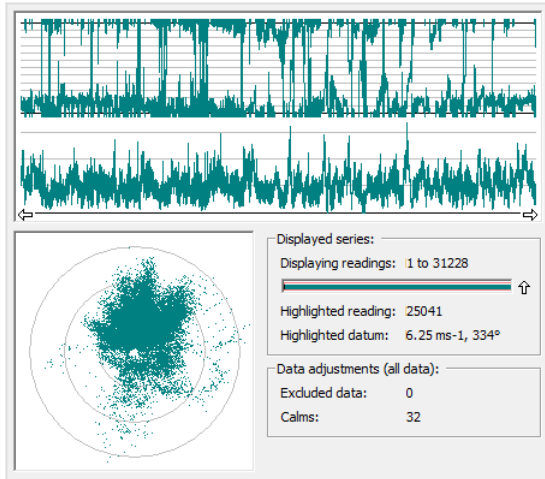 Displayed series:
Displaying readings: 1 to 31228
Highlighted reading: 25041
Highlighted datum: 6.25 ms-1, 334°
Data adjustments (all data):
Excluded data: 0
Calms: 32